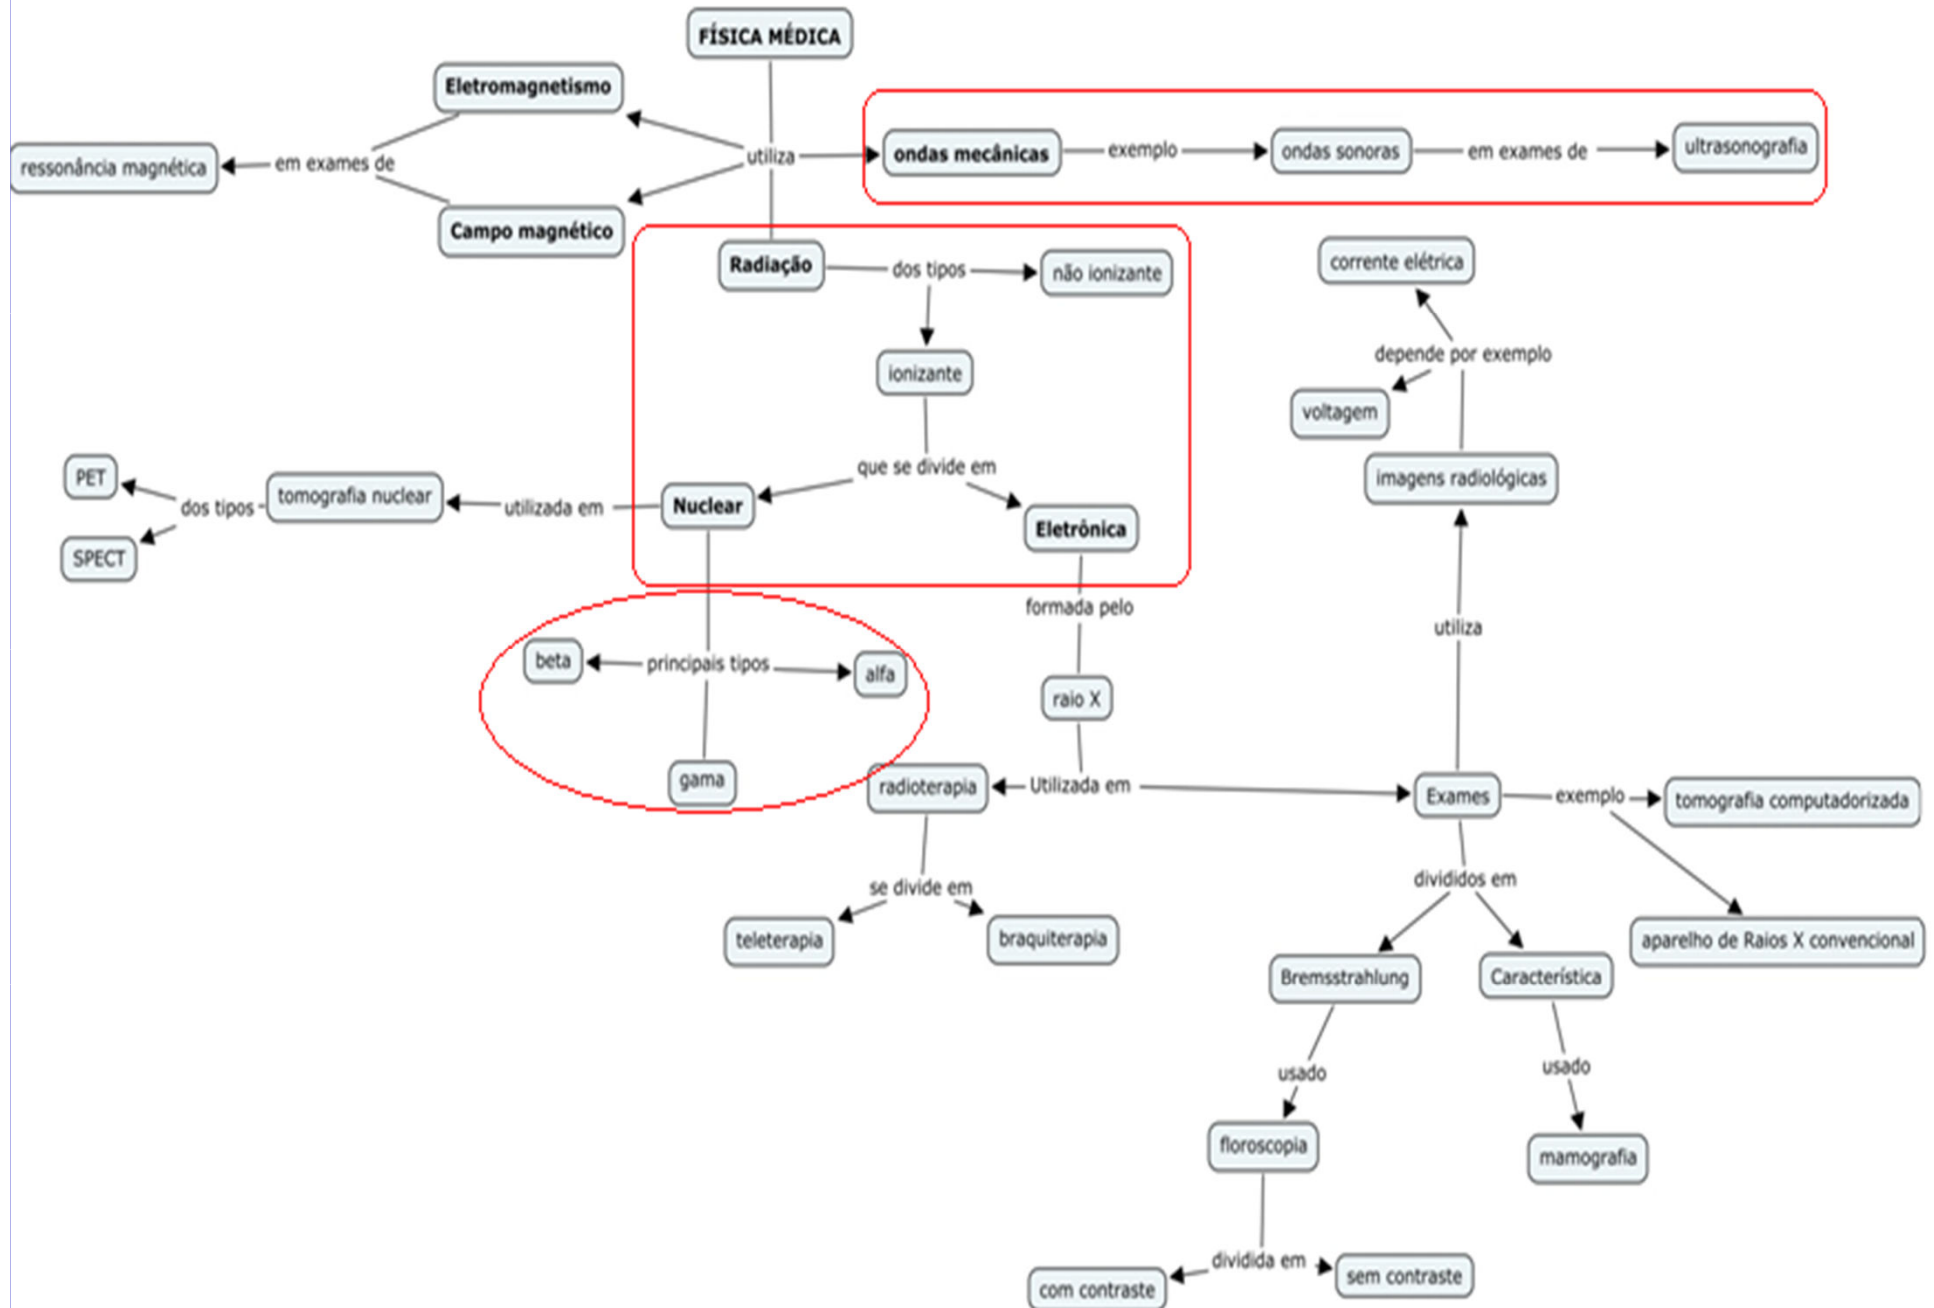 FÍSICA MÉDICA
Eletromagnetismo
ressonância magnética
em exames de
utiliza
ondas mecânicas
exemplo
ondas sonoras
em exames de
ultrasonografia
Campo magnético
Radiação
dos tipos
não ionizante
corrente elétrica
ionizante
depende por exemplo
voltagem
que se divide em
imagens radiológicas
PET
dos tipos
tomografia nuclear
utilizada em
Nuclear
Eletrônica
SPECT
formada pelo
utiliza
beta
principais tipos
alfa
raio X
gama
radioterapia
Utilizada em
Exames
exemplo
tomografia computadorizada
se divide em
divididos em
teleterapia
braquiterapia
aparelho de Raios X convencional
Bremsstrahlung
Característica
usado
usado
floroscopia
mamografia
dividida em
com contraste
sem contraste